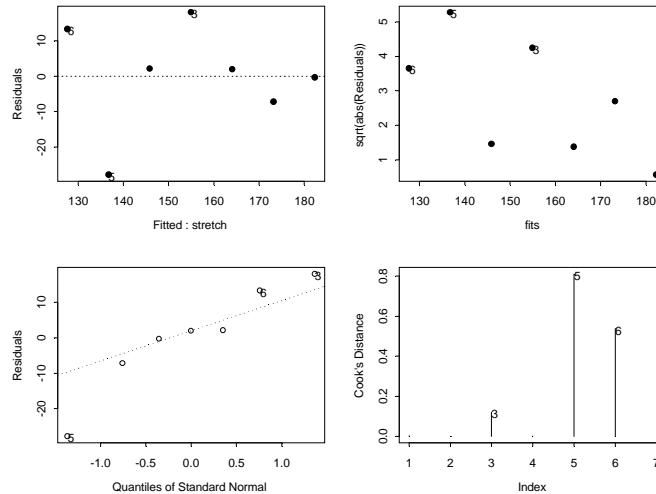 Residuals
-20
-10
0
10
6
5
3
130 140 150 160 170 180
Fitted : stretch
sqrt(abs(Residuals))
1
2
3
4
5
6
5
3
130 140 150 160 170 180
fits
Residuals
-20
-10
0
10
5
6
3
-1.0 -0.5 0.0 0.5 1.0
Quantiles of Standard Normal
Cook's Distance
0.0
0.2
0.4
0.6
0.8
3
5
6
1 2 3 4 5 6 7
Index